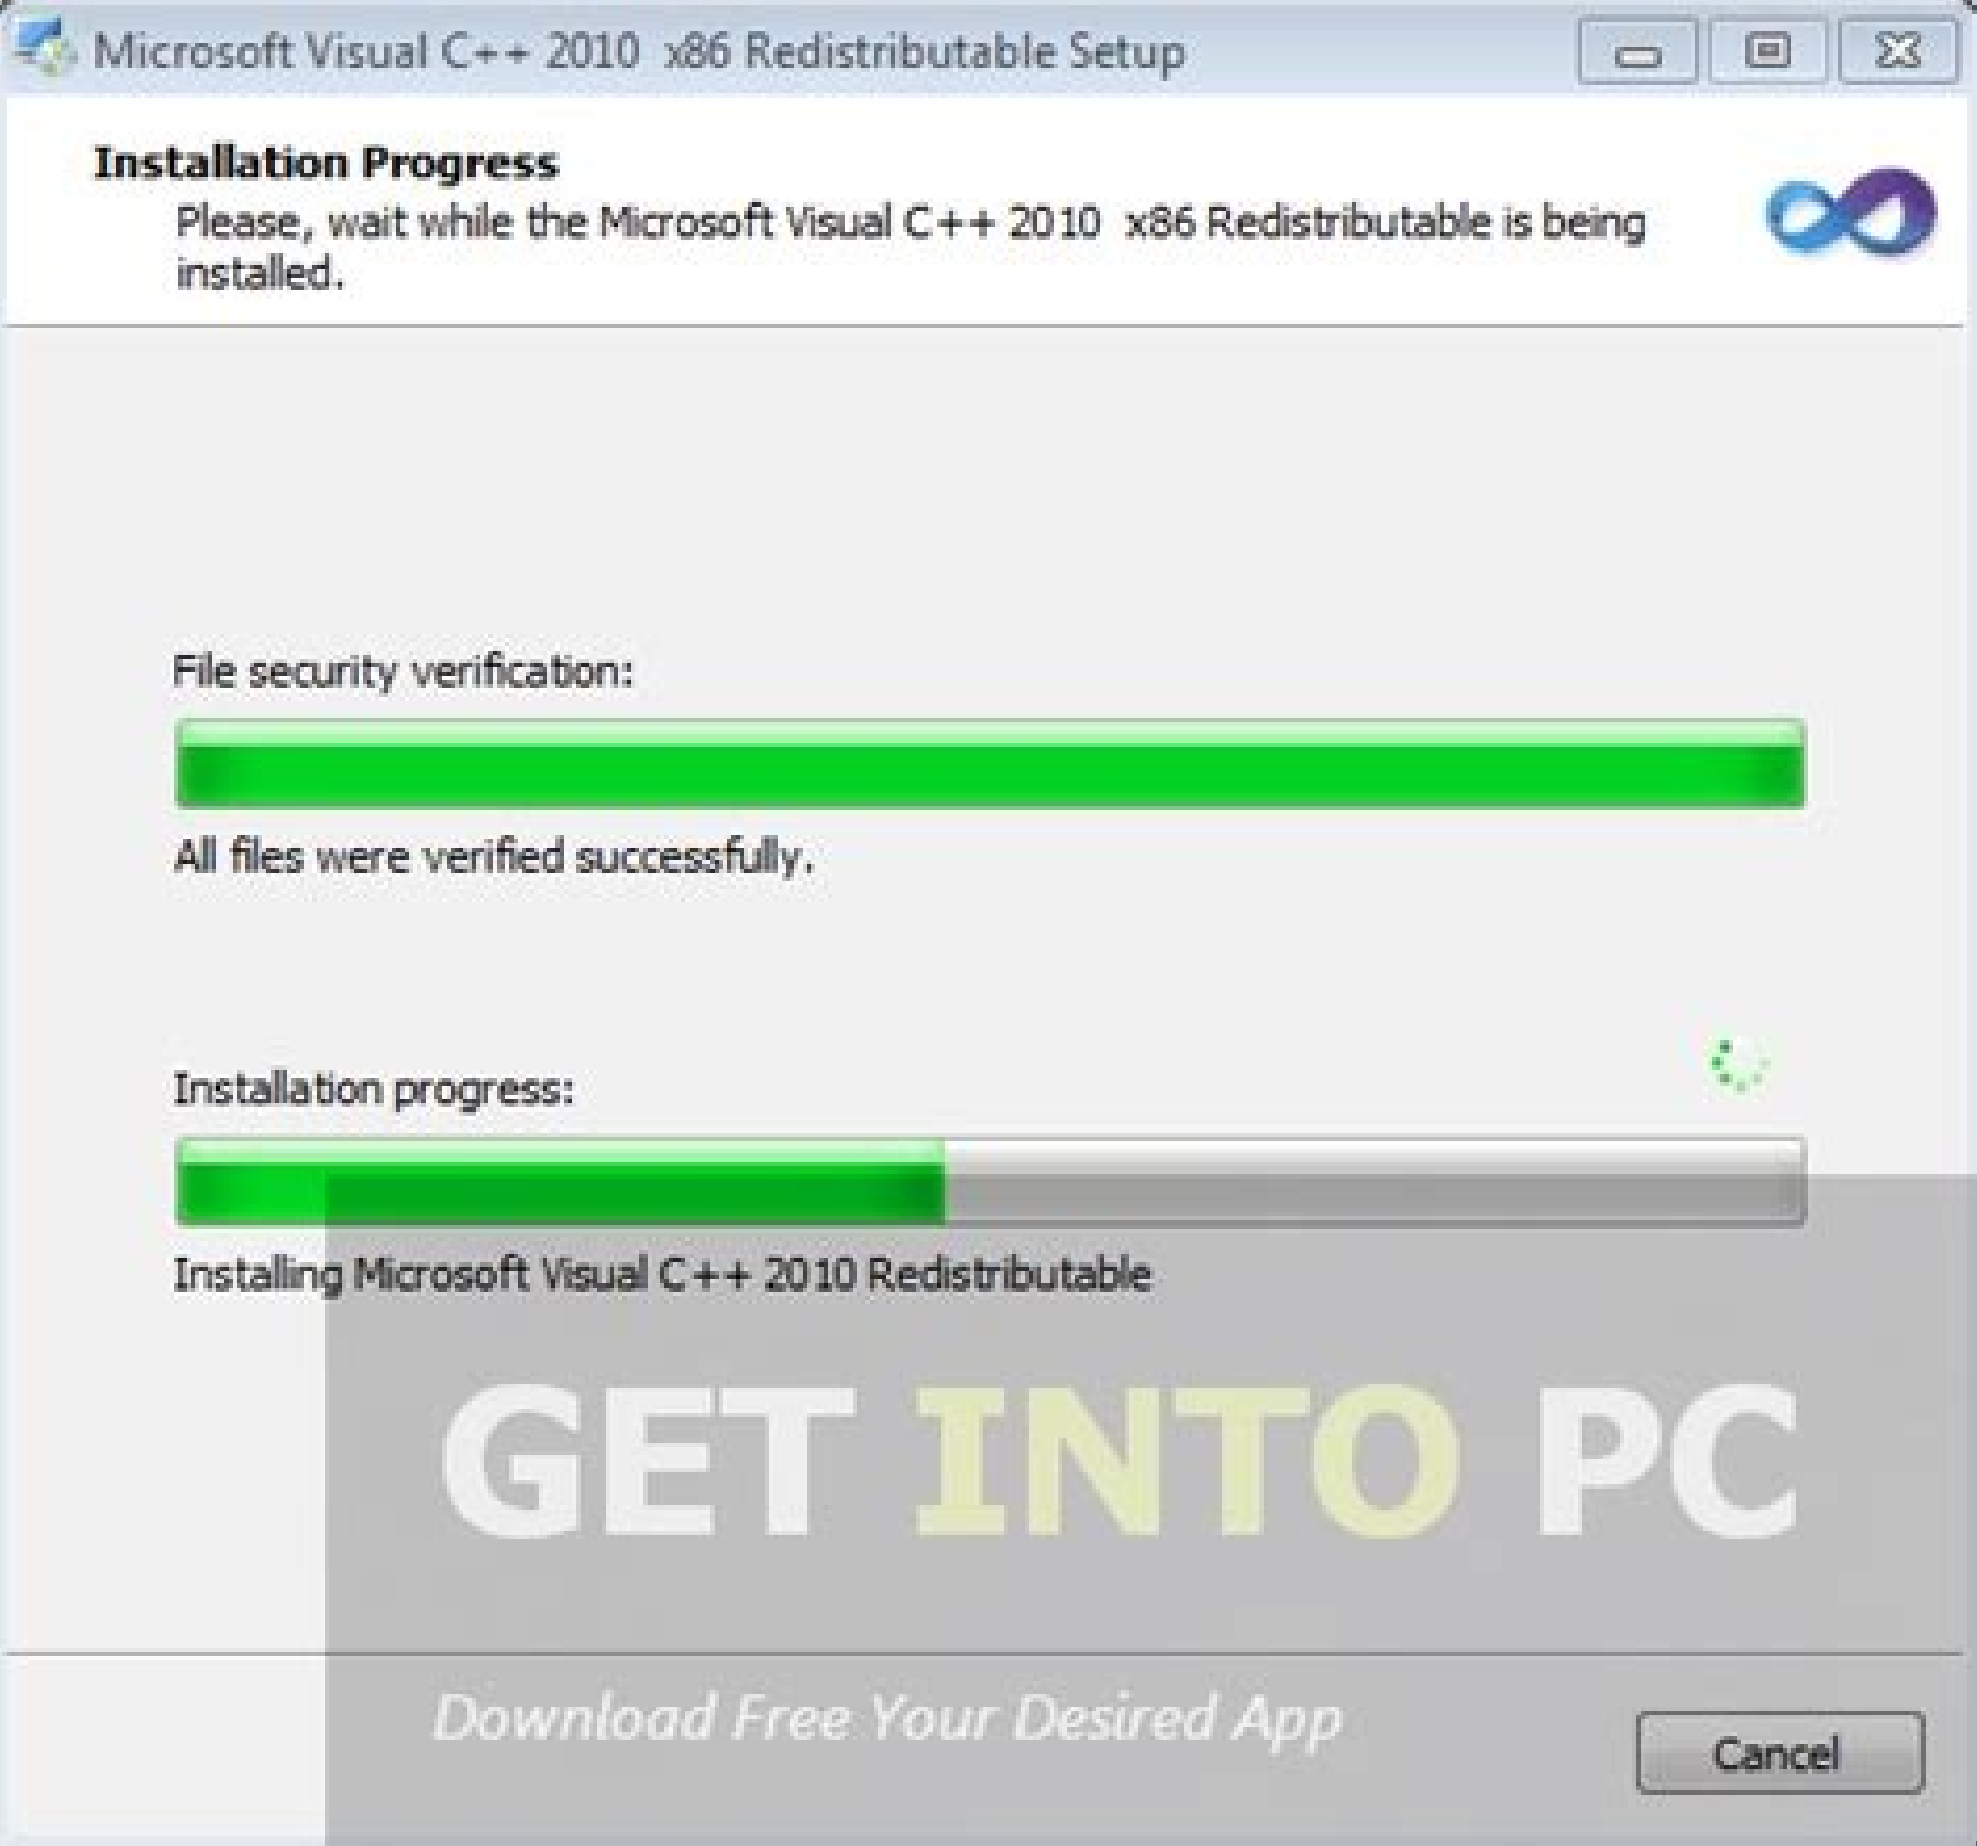 Microsoft Visual C++ 2010 x86 Redistributable Setup
Installation Progress
Please, wait while the Microsoft Visual C++ 2010 x86 Redistributable is being
installed.
File security verification:
All files were verified successfully.
Installation progress:
Installing Microsoft Visual C++ 2010 Redistributable
GET INTO PC
Download Free Your Desired App
Cancel